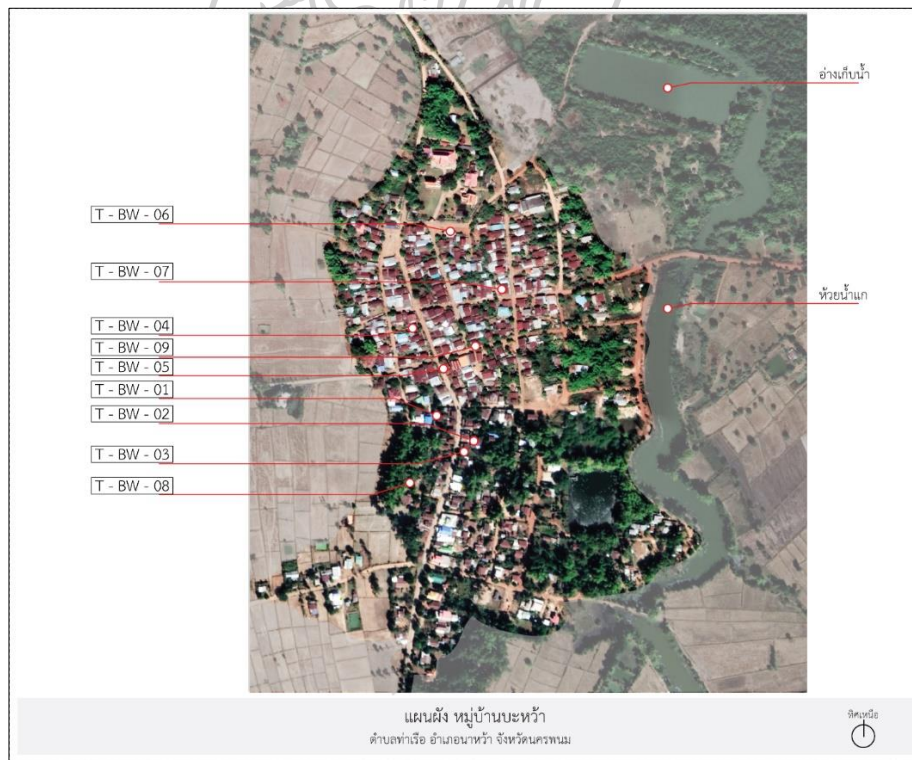 อ่างเก็บน้ำ
T - BW - 06
T - BW - 07
ห้วยน้ำแก
T - BW - 04
T - BW - 09
T - BW - 05
T - BW - 01
T - BW - 02
T - BW - 03
T - BW - 08
แผนผัง หมู่บ้านบะหว้า
ตำบลท่าเรือ อำเภอนาหว้า จังหวัดนครพนม
ทิศเหนือ